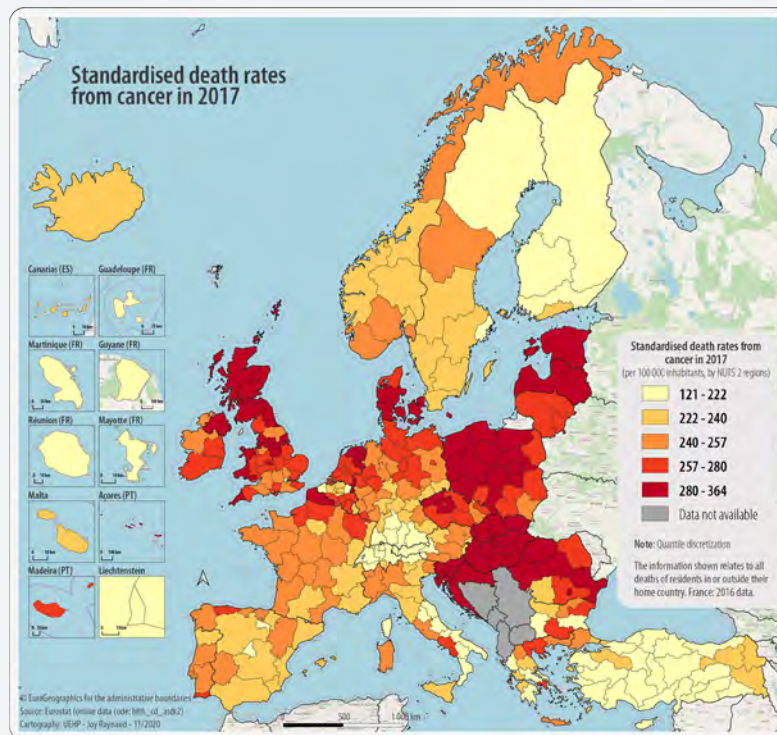 Standardised death rates
from cancer in 2017
Canarias (ES)
Guadeloupe (FR)
Martinique (FR)
Guyane (FR)
Réunion (FR)
Mayotte (FR)
Malta
Açores (PT)
Madeira (PT)
Liechtenstein
Standardised death rates from
cancer in 2017
(per 100 000 inhabitants, by NUTS 2 regions)
121 - 222
222 - 240
240 - 257
257 - 280
280 - 364
Data not available
Note: Quantile discretization
The information shown relates to all
deaths of residents in or outside their
home country. France: 2016 data.
© EuroGeographics for the administrative boundaries
Source: Eurostat (online data code: hlth_cd_asdr2)
Cartography: UEHP - Joy Raynaud - 11/2020
500
1 000 km